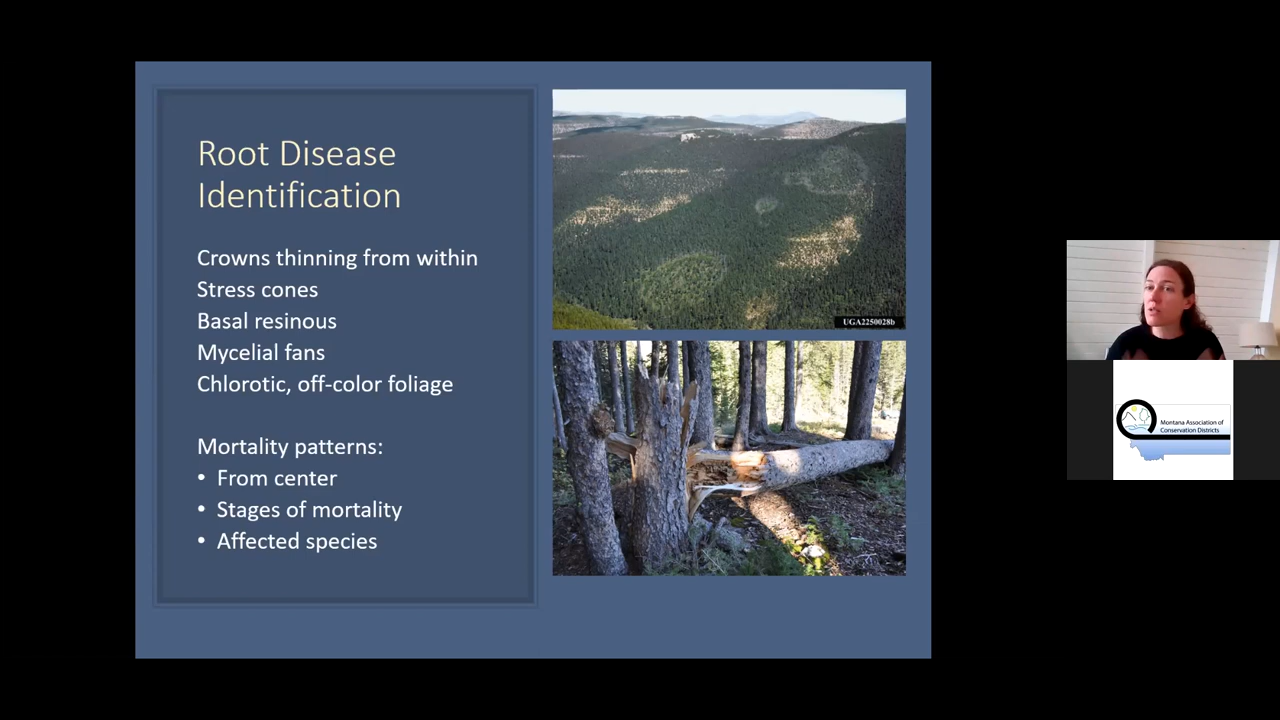 Root Disease
Identification
Crowns thinning from within
Stress cones
Basal resinous
Mycelial fans
Chlorotic, off-color foliage
Mortality patterns:
• From center
• Stages of mortality
• Affected species
UGA2250028b
Montana Association of
Conservation Districts